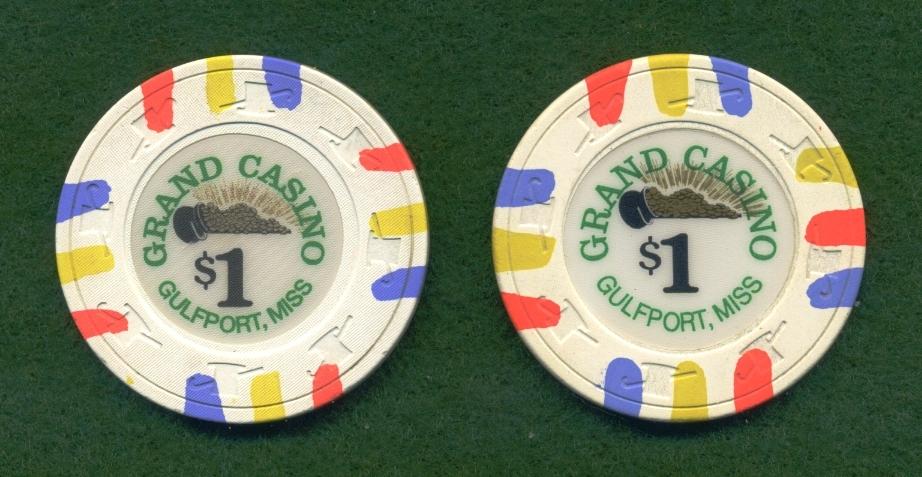 GRAND CASINO
$1
GULFPORT, MISS
GRAND CASINO
$1
GULFPORT, MISS